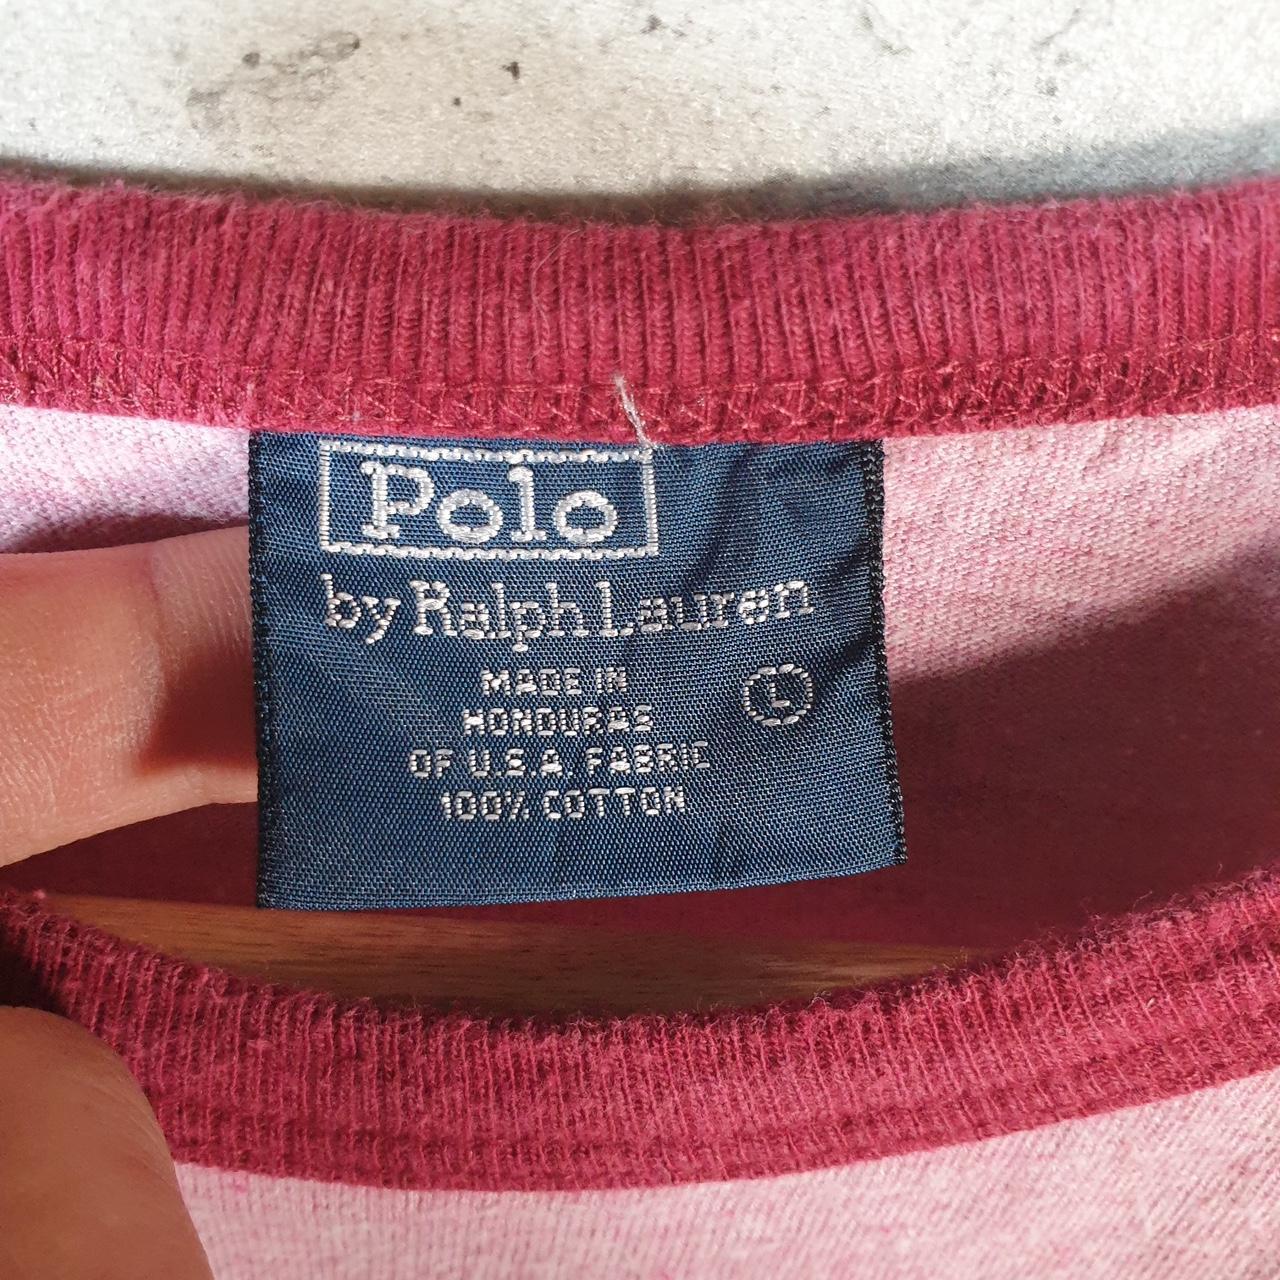 Polo
by Ralph Lauren
MADE IN
HONDURAS
OF U.S.A. FABRIC
100% COTTON
L